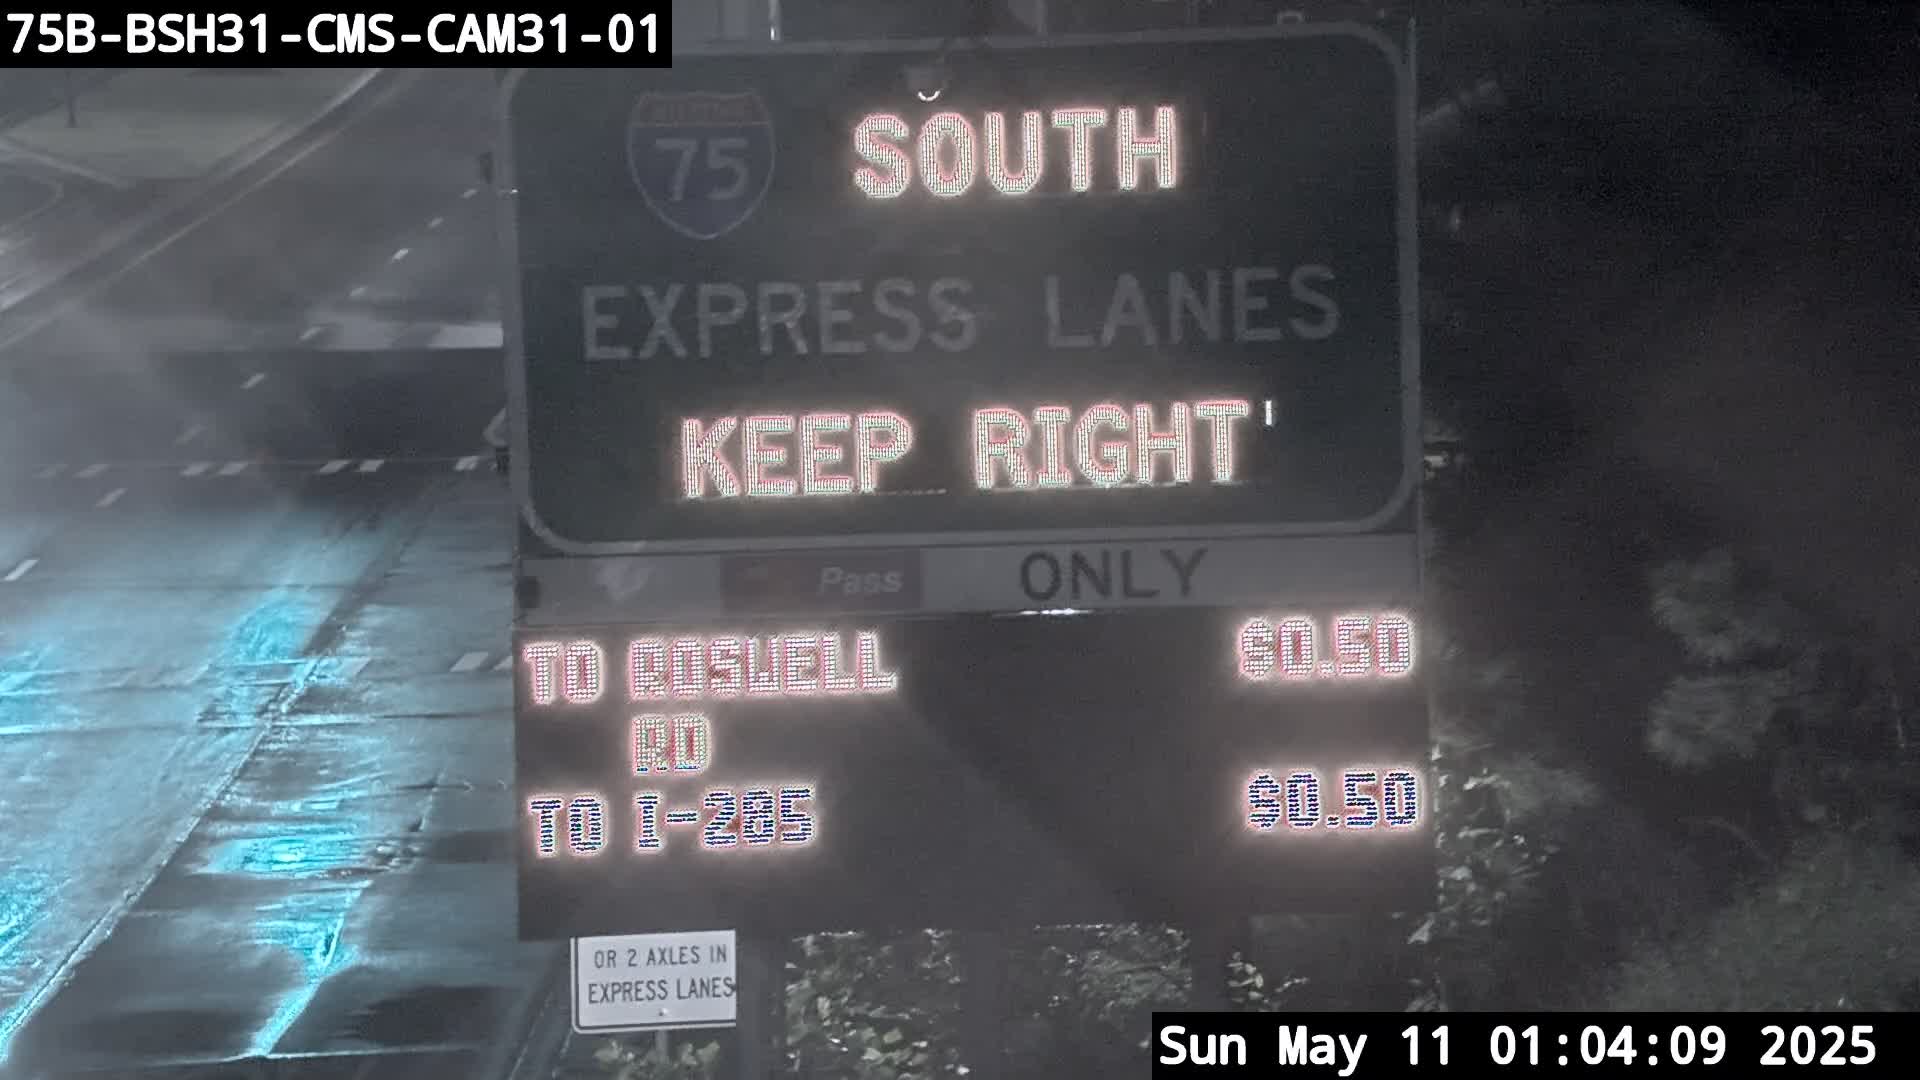 75B-BSH31-CMS-CAM31-01
75 SOUTH
EXPRESS LANES
KEEP RIGHT
Pass ONLY
TO ROSWELL $0.50
RD
TO I-285 $0.50
OR 2 AXLES IN
EXPRESS LANES
Sun May 11 01:04:09 2025